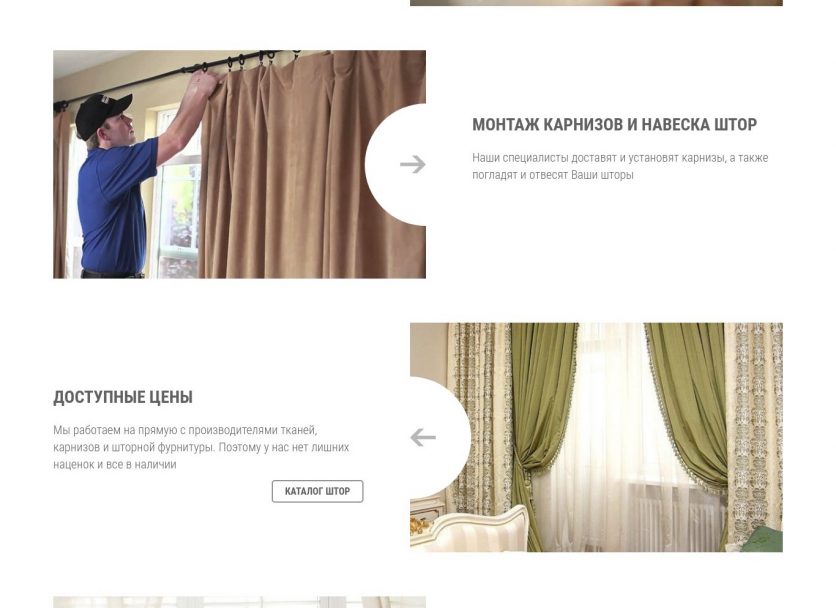 МОНТАЖ КАРНИЗОВ И НАВЕСКА ШТОР
Наши специалисты доставят и установят карнизы, а также
погладят и отвесят Ваши шторы
ДОСТУПНЫЕ ЦЕНЫ
Мы работаем на прямую с производителями тканей,
карнизов и шторной фурнитуры. Поэтому у нас нет лишних
наценок и все в наличии
КАТАЛОГ ШТОР